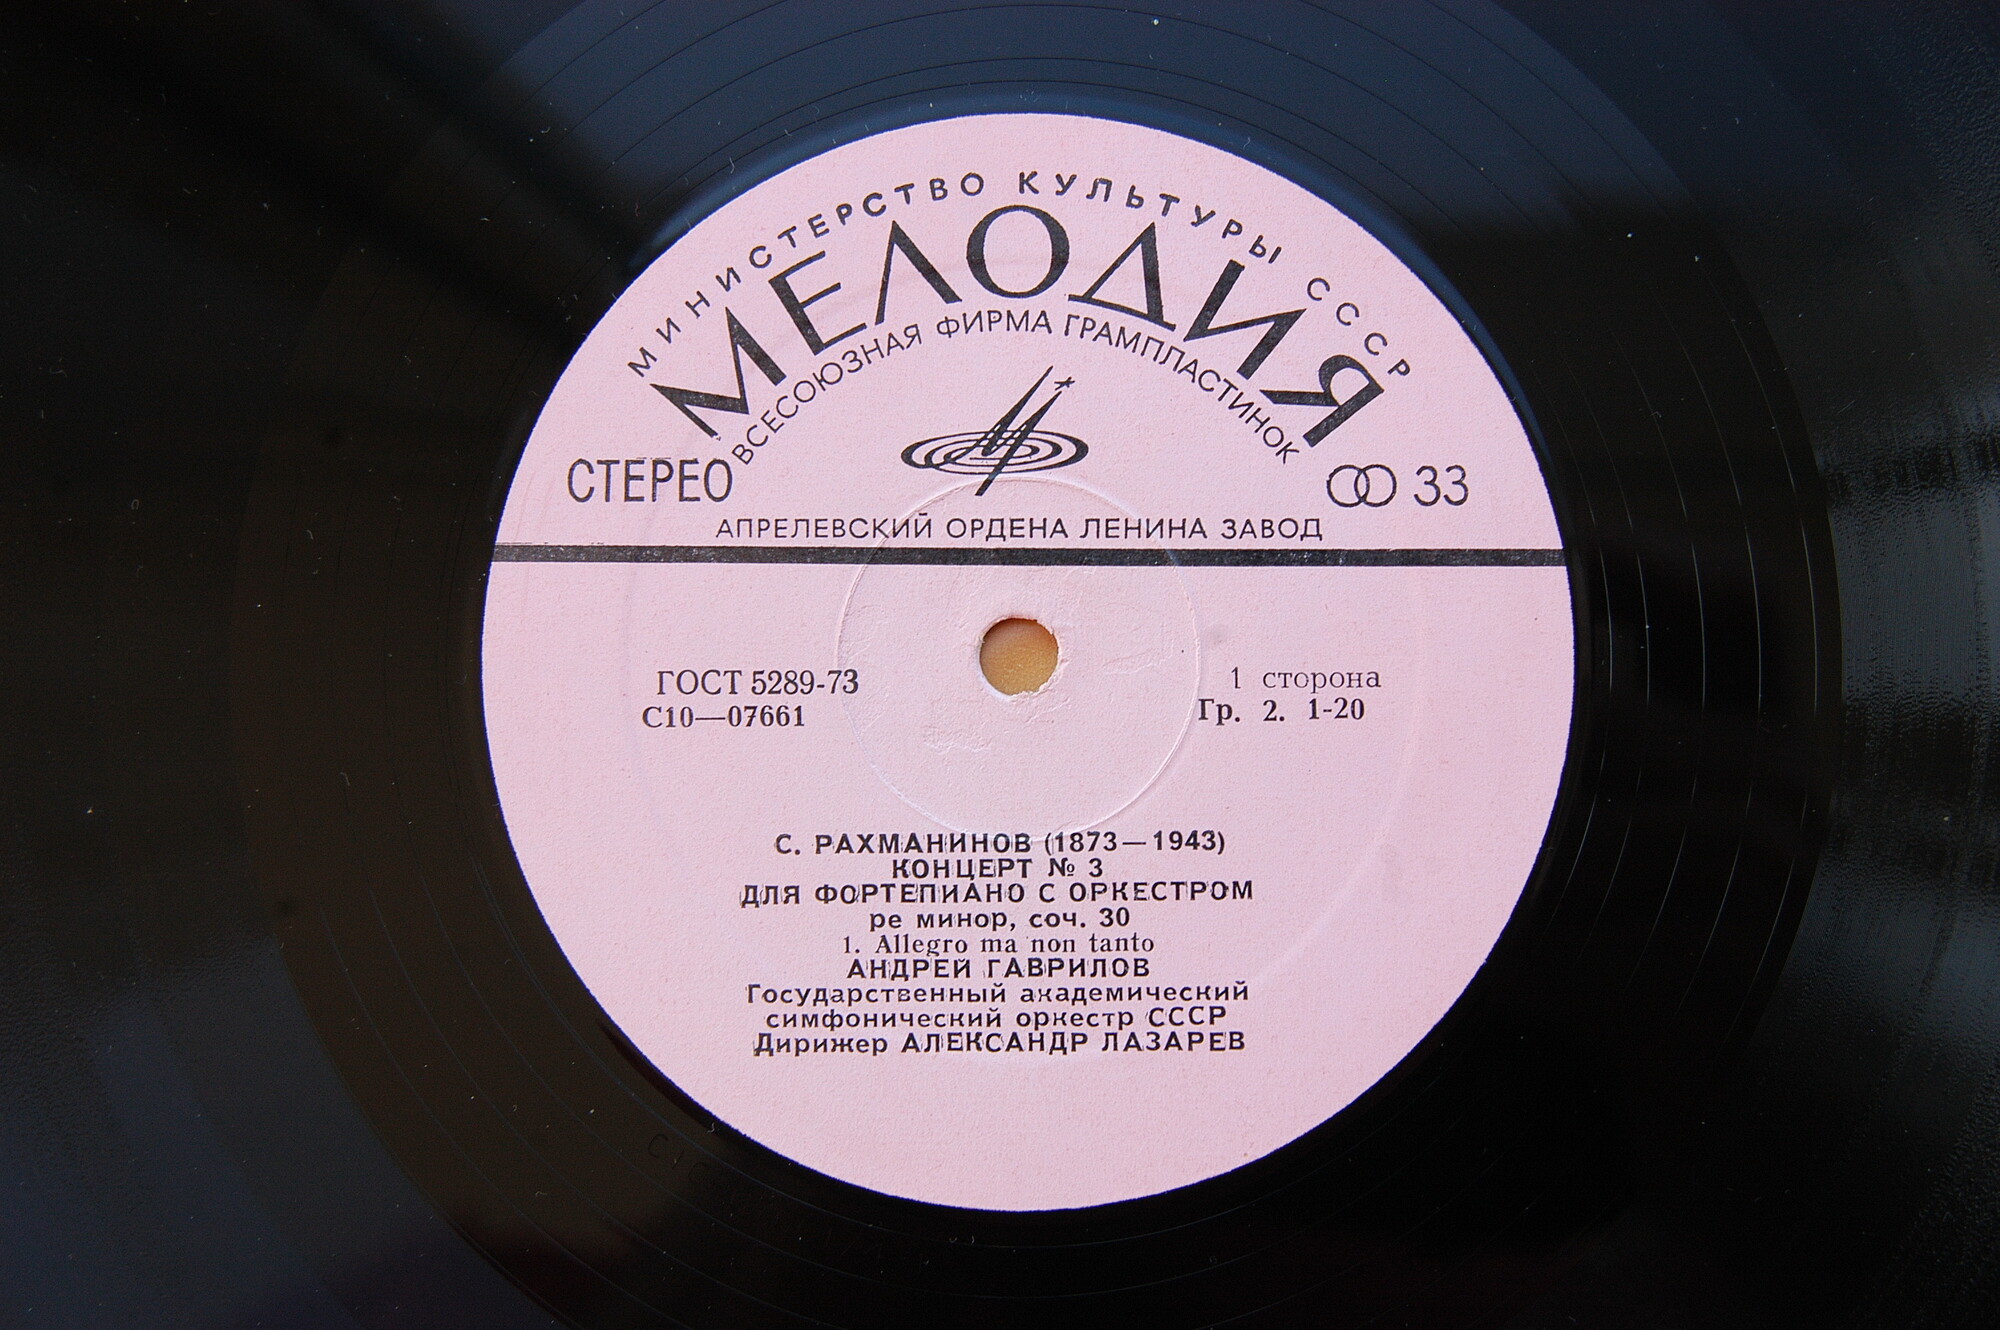 МИНИСТЕРСТВО КУЛЬТУРЫ СССР
МЕЛОДИЯ
ВСЕСОЮЗНАЯ ФИРМА ГРАМПЛАСТИНОК
СТЕРЕО
33
АПРЕЛЕВСКИЙ ОРДЕНА ЛЕНИНА ЗАВОД
ГОСТ 5289-73
С10—07661
1 сторона
Гр. 2. 1-20
С. РАХМАНИНОВ (1873—1943)
КОНЦЕРТ № 3
ДЛЯ ФОРТЕПИАНО С ОРКЕСТРОМ
ре минор, соч. 30
1. Allegro ma non tanto
АНДРЕЙ ГАВРИЛОВ
Государственный академический
симфонический оркестр СССР
Дирижер АЛЕКСАНДР ЛАЗАРЕВ